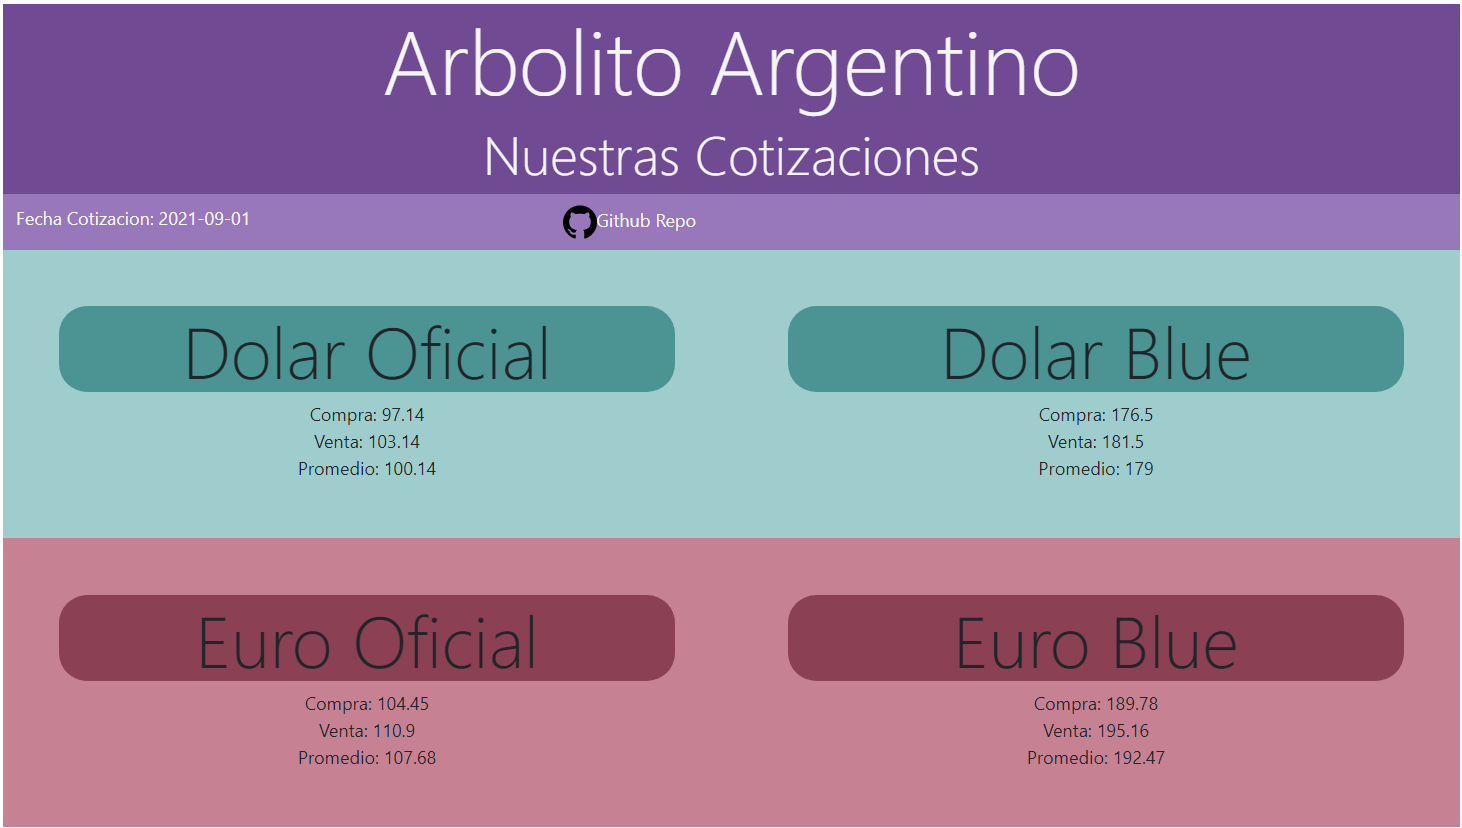 Arbolito Argentino
Nuestras Cotizaciones
Fecha Cotizacion: 2021-09-01
Github Repo
Dolar Oficial
Compra: 97.14
Venta: 103.14
Promedio: 100.14
Dolar Blue
Compra: 176.5
Venta: 181.5
Promedio: 179
Euro Oficial
Compra: 104.45
Venta: 110.9
Promedio: 107.68
Euro Blue
Compra: 189.78
Venta: 195.16
Promedio: 192.47